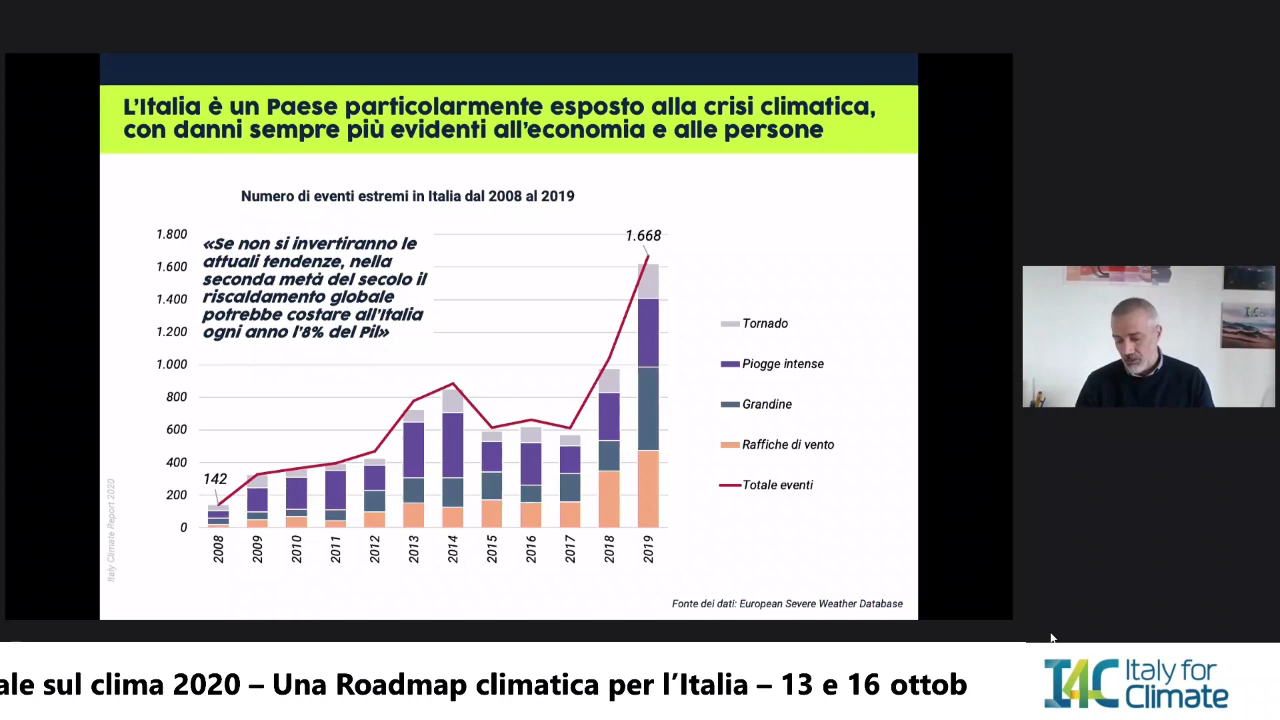 L'Italia è un Paese particolarmente esposto alla crisi climatica,
con danni sempre più evidenti all'economia e alle persone
Numero di eventi estremi in Italia dal 2008 al 2019
1.800
1.600
1.400
1.200
1.000
800
600
400
200
0
«Se non si invertiranno le
attuali tendenze, nella
seconda metà del secolo il
riscaldamento globale
potrebbe costare all'Italia
ogni anno l'8% del Pil»
142
1.668
2008
2009
2010
2011
2012
2013
2014
2015
2016
2017
2018
2019
Tornado
Piogge intense
Grandine
Raffiche di vento
Totale eventi
Italy Climate Report 2020
Fonte dei dati: European Severe Weather Database
ale sul clima 2020 – Una Roadmap climatica per l'Italia – 13 e 16 ottob
I4C Italy for
Climate